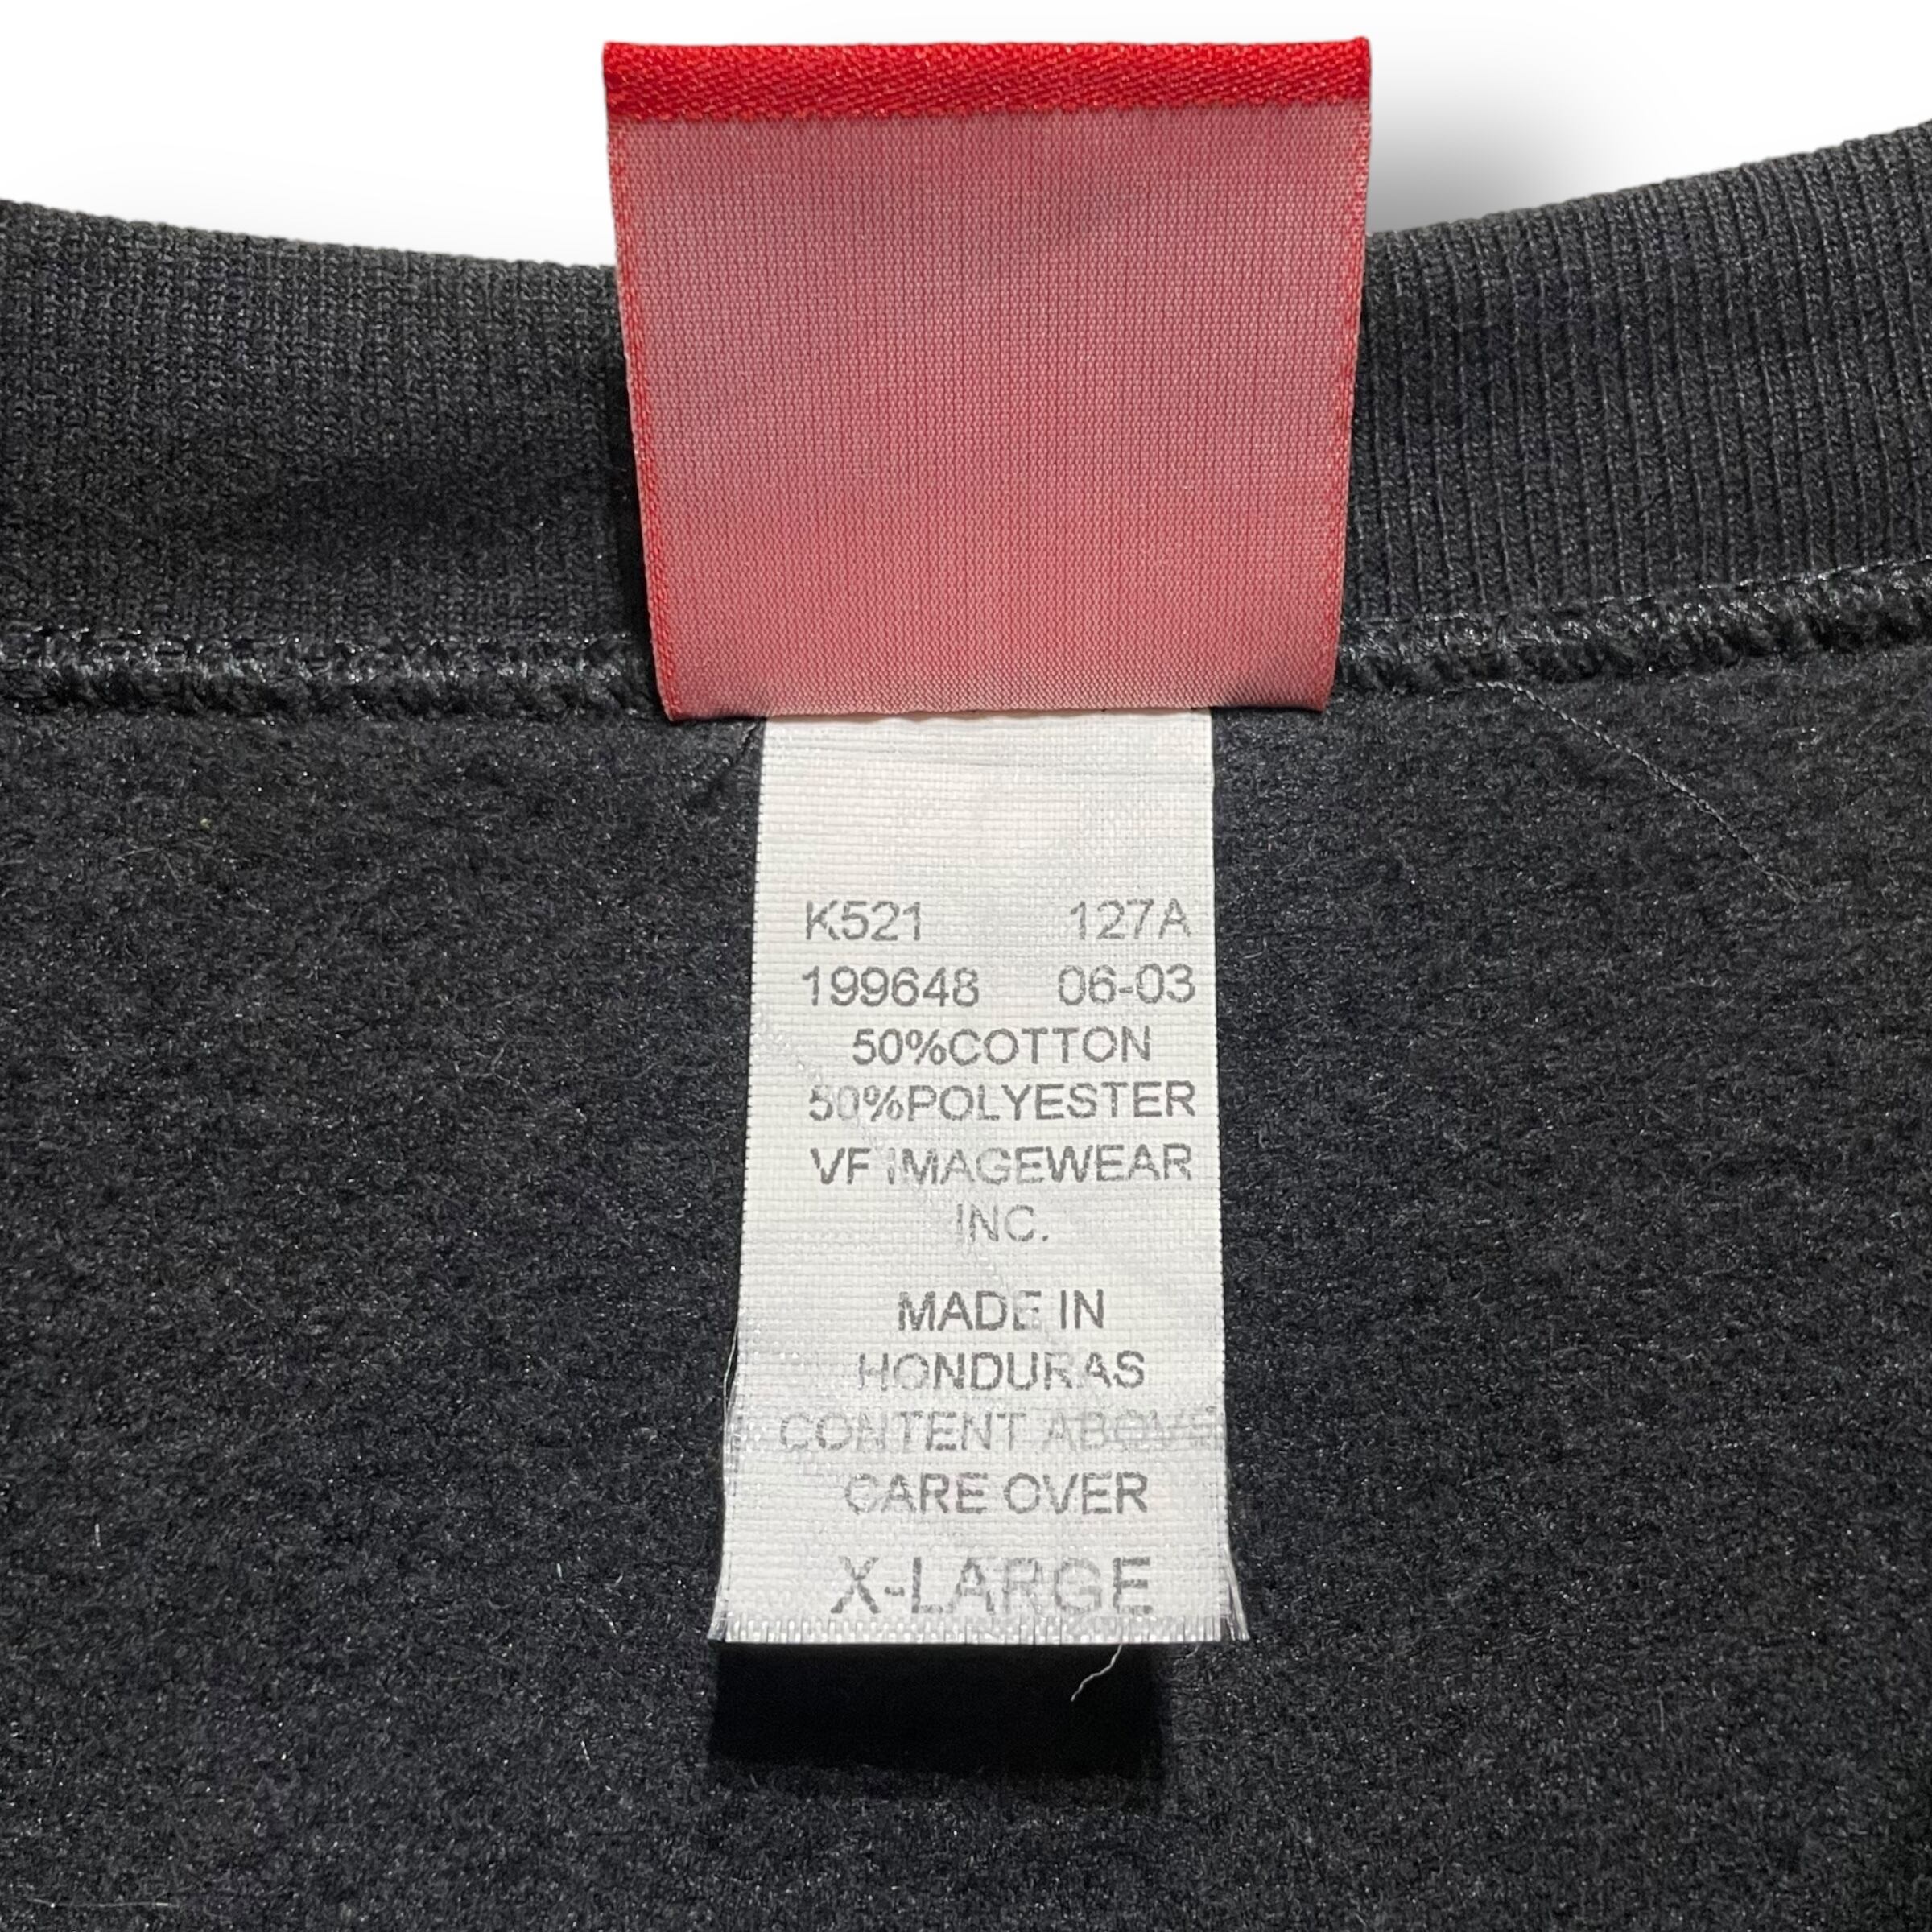 K521 127A
199648 06-03
50%COTTON
50%POLYESTER
VF IMAGEWEAR
INC.
MADE IN
HONDURAS
CONTENT ABOVE
CARE OVER
X-LARGE